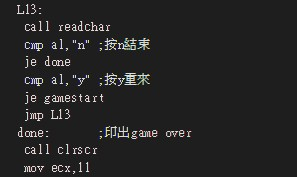 L13:
call readchar
cmp al,"n" ;按n結束
je done
cmp al,"y" ;按y重來
je gamestart
jmp L13
done: ;印出game over
call clrscr
mov ecx,11